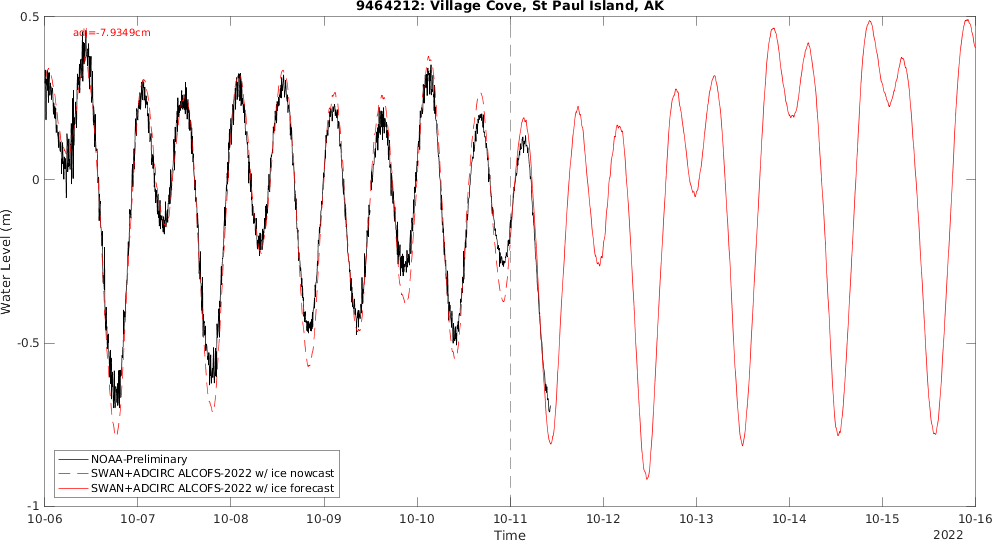 9464212: Village Cove, St Paul Island, AK
0.5
adj=-7.9349cm
0
Water Level (m)
-0.5
NOAA-Preliminary
SWAN+ADCIRC ALCOFS-2022 w/ ice nowcast
SWAN+ADCIRC ALCOFS-2022 w/ ice forecast
-1
10-06 10-07 10-08 10-09 10-10 10-11 10-12 10-13 10-14 10-15 10-16
Time
2022